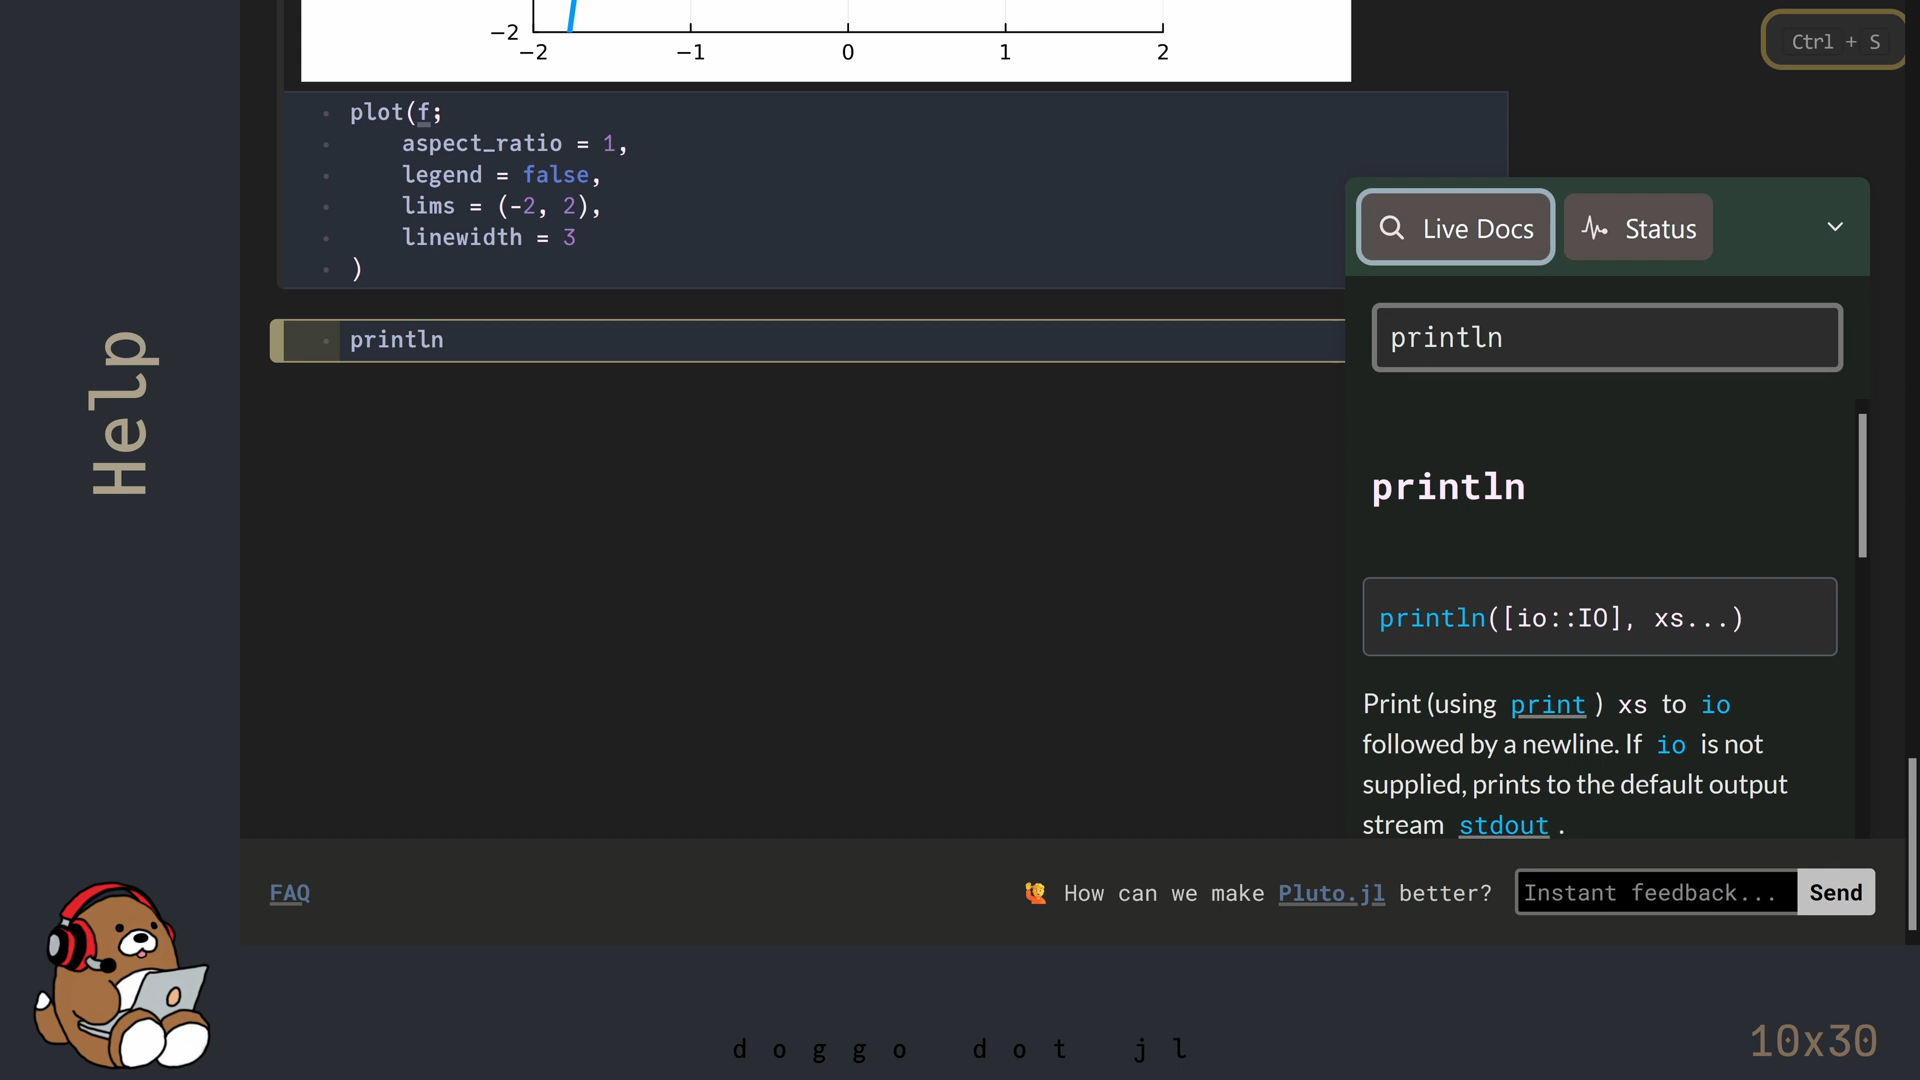 −2
−2 −1 0 1 2
Ctrl + S
plot(f;
aspect_ratio = 1,
legend = false,
lims = (-2, 2),
linewidth = 3
)
println
Live Docs
Status
println
println
println([io::IO], xs...)
Print (using print ) xs to io
followed by a newline. If io is not
supplied, prints to the default output
stream stdout .
Help
FAQ
How can we make Pluto.jl better?
Instant feedback...
Send
doggo dot jl
10x30